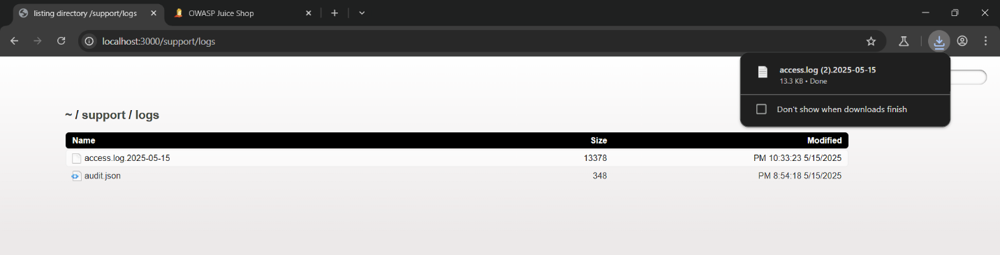 listing directory /support/logs
OWASP Juice Shop
localhost:3000/support/logs
access.log (2).2025-05-15
13.3 KB • Done
Don't show when downloads finish
~ / support / logs
Name Size Modified
access.log.2025-05-15 13378 PM 10:33:23 5/15/2025
audit.json 348 PM 8:54:18 5/15/2025